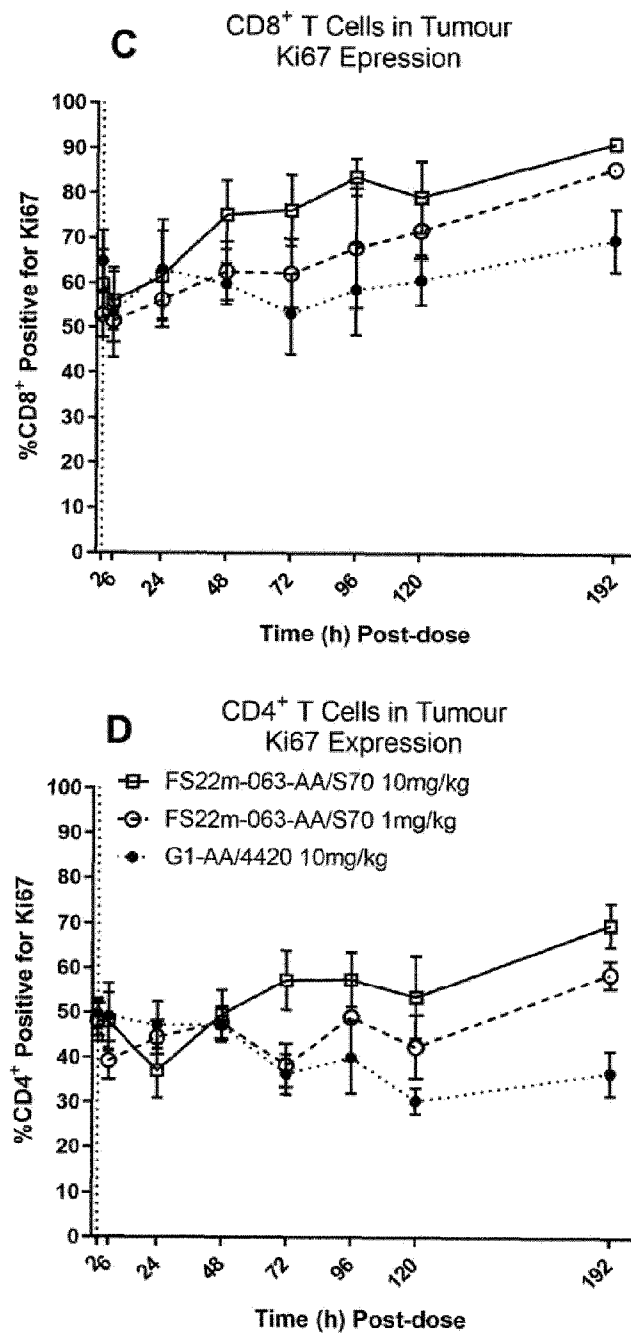 C
CD8⁺ T Cells in Tumour
Ki67 Epression
%CD8⁺ Positive for Ki67
100
90
80
70
60
50
40
30
20
10
0
2 6 24 48 72 96 120 192
Time (h) Post-dose
D
CD4⁺ T Cells in Tumour
Ki67 Expression
FS22m-063-AA/S70 10mg/kg
FS22m-063-AA/S70 1mg/kg
G1-AA/4420 10mg/kg
%CD4⁺ Positive for Ki67
100
90
80
70
60
50
40
30
20
10
0
2 6 24 48 72 96 120 192
Time (h) Post-dose